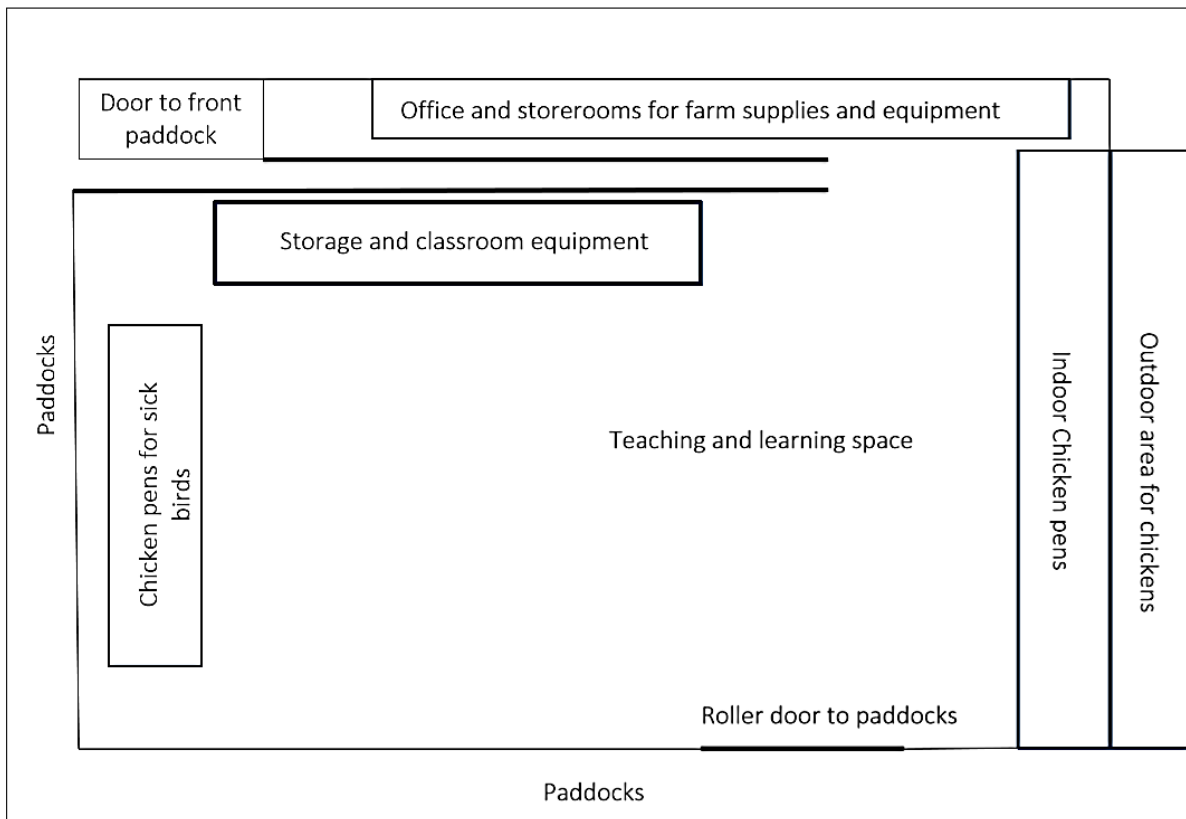 Door to front
paddock
Office and storerooms for farm supplies and equipment
Storage and classroom equipment
Paddocks
Chicken pens for sick
birds
Teaching and learning space
Indoor Chicken pens
Outdoor area for chickens
Roller door to paddocks
Paddocks